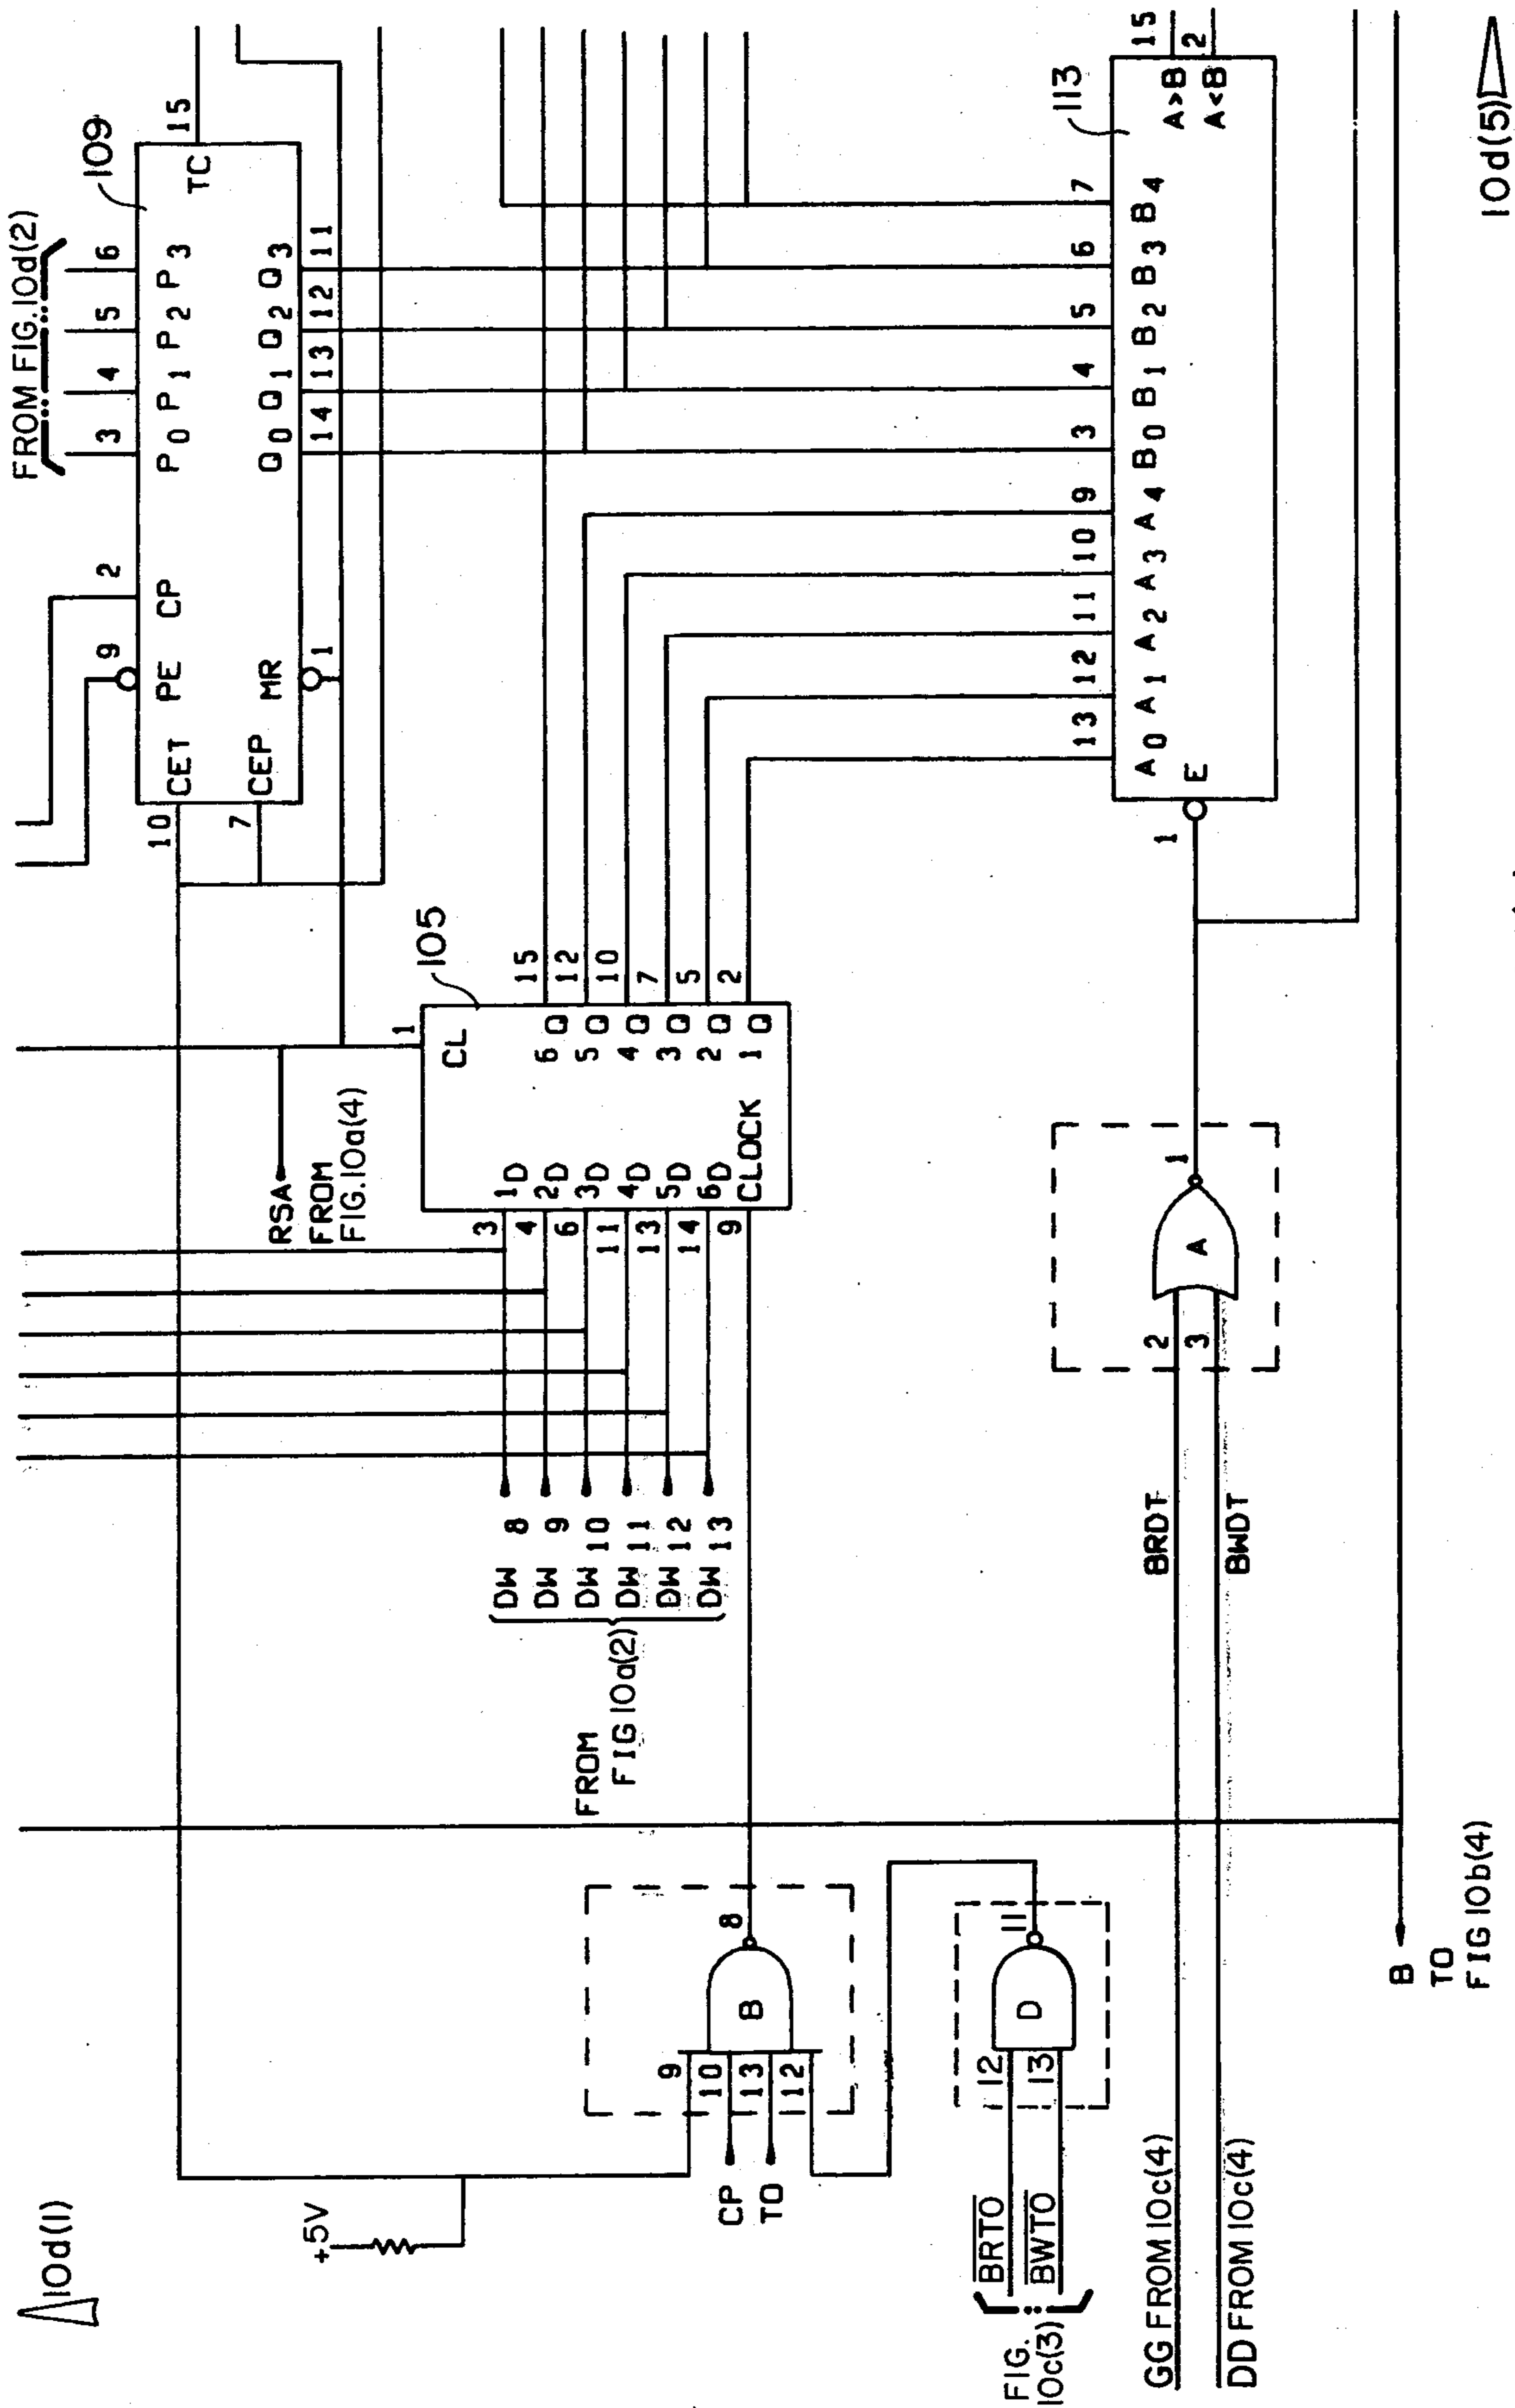 10d(1)
+5V
FROM FIG.10d(2)
109
3 4 5 6
9 2
10 CET PE CP P0 P1 P2 P3 TC 15
7 CEP MR Q0 Q1 Q2 Q3
1 14 13 12 11
RSA
FROM
FIG.10a(4)
105
1
CL
DW 8 3 1D 6Q 15
DW 9 4 2D 5Q 12
DW 10 6 3D 4Q 10
DW 11 11 4D 3Q 7
DW 12 13 5D 2Q 5
DW 13 14 6D 1Q 2
9 CLOCK
FROM
FIG 10a(2)
9
10
13
12
B
8
CP
TO
BRTO
BWTO
FIG.
10c(3)
12
13
D
11
GG FROM 10c(4)
DD FROM 10c(4)
BRDT
BWDT
2
3
A
1
113
13 12 11 10 9 3 4 5 6 7
A0 A1 A2 A3 A4 B0 B1 B2 B3 B4
1 E
A>B 15
A<B 2
B
TO
FIG 10b(4)
10d(5)